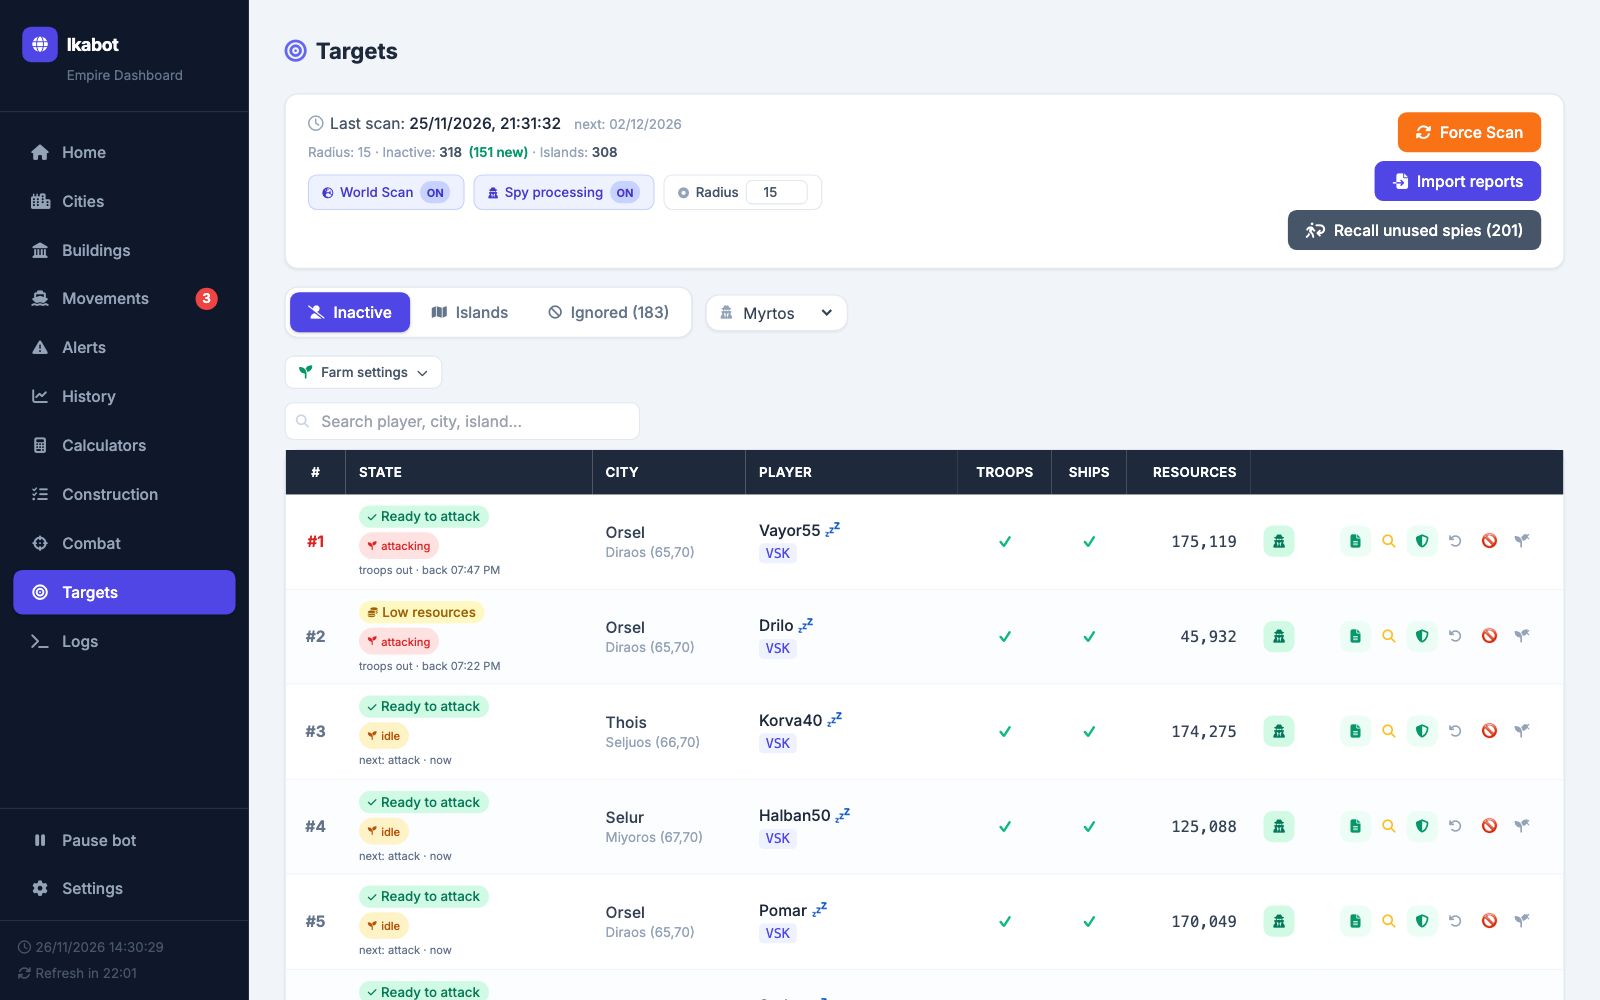 Ikabot
Empire Dashboard
Home
Cities
Buildings
Movements 3
Alerts
History
Calculators
Construction
Combat
Targets
Logs
Pause bot
Settings
26/11/2026 14:30:29
Refresh in 22:01
Targets
Last scan: 25/11/2026, 21:31:32 next: 02/12/2026
Radius: 15 · Inactive: 318 (151 new) · Islands: 308
World Scan ON Spy processing ON Radius 15
Force Scan
Import reports
Recall unused spies (201)
Inactive Islands Ignored (183) Myrtos
Farm settings
Search player, city, island...
# STATE CITY PLAYER TROOPS SHIPS RESOURCES
#1 Ready to attack Orsel Vayor55 175,119
attacking Diraos (65,70) VSK
troops out · back 07:47 PM
#2 Low resources Orsel Drilo 45,932
attacking Diraos (65,70) VSK
troops out · back 07:22 PM
#3 Ready to attack Thois Korva40 174,275
idle Seljuos (66,70) VSK
next: attack · now
#4 Ready to attack Selur Halban50 125,088
idle Miyoros (67,70) VSK
next: attack · now
#5 Ready to attack Orsel Pomar 170,049
idle Diraos (65,70) VSK
next: attack · now
Ready to attack